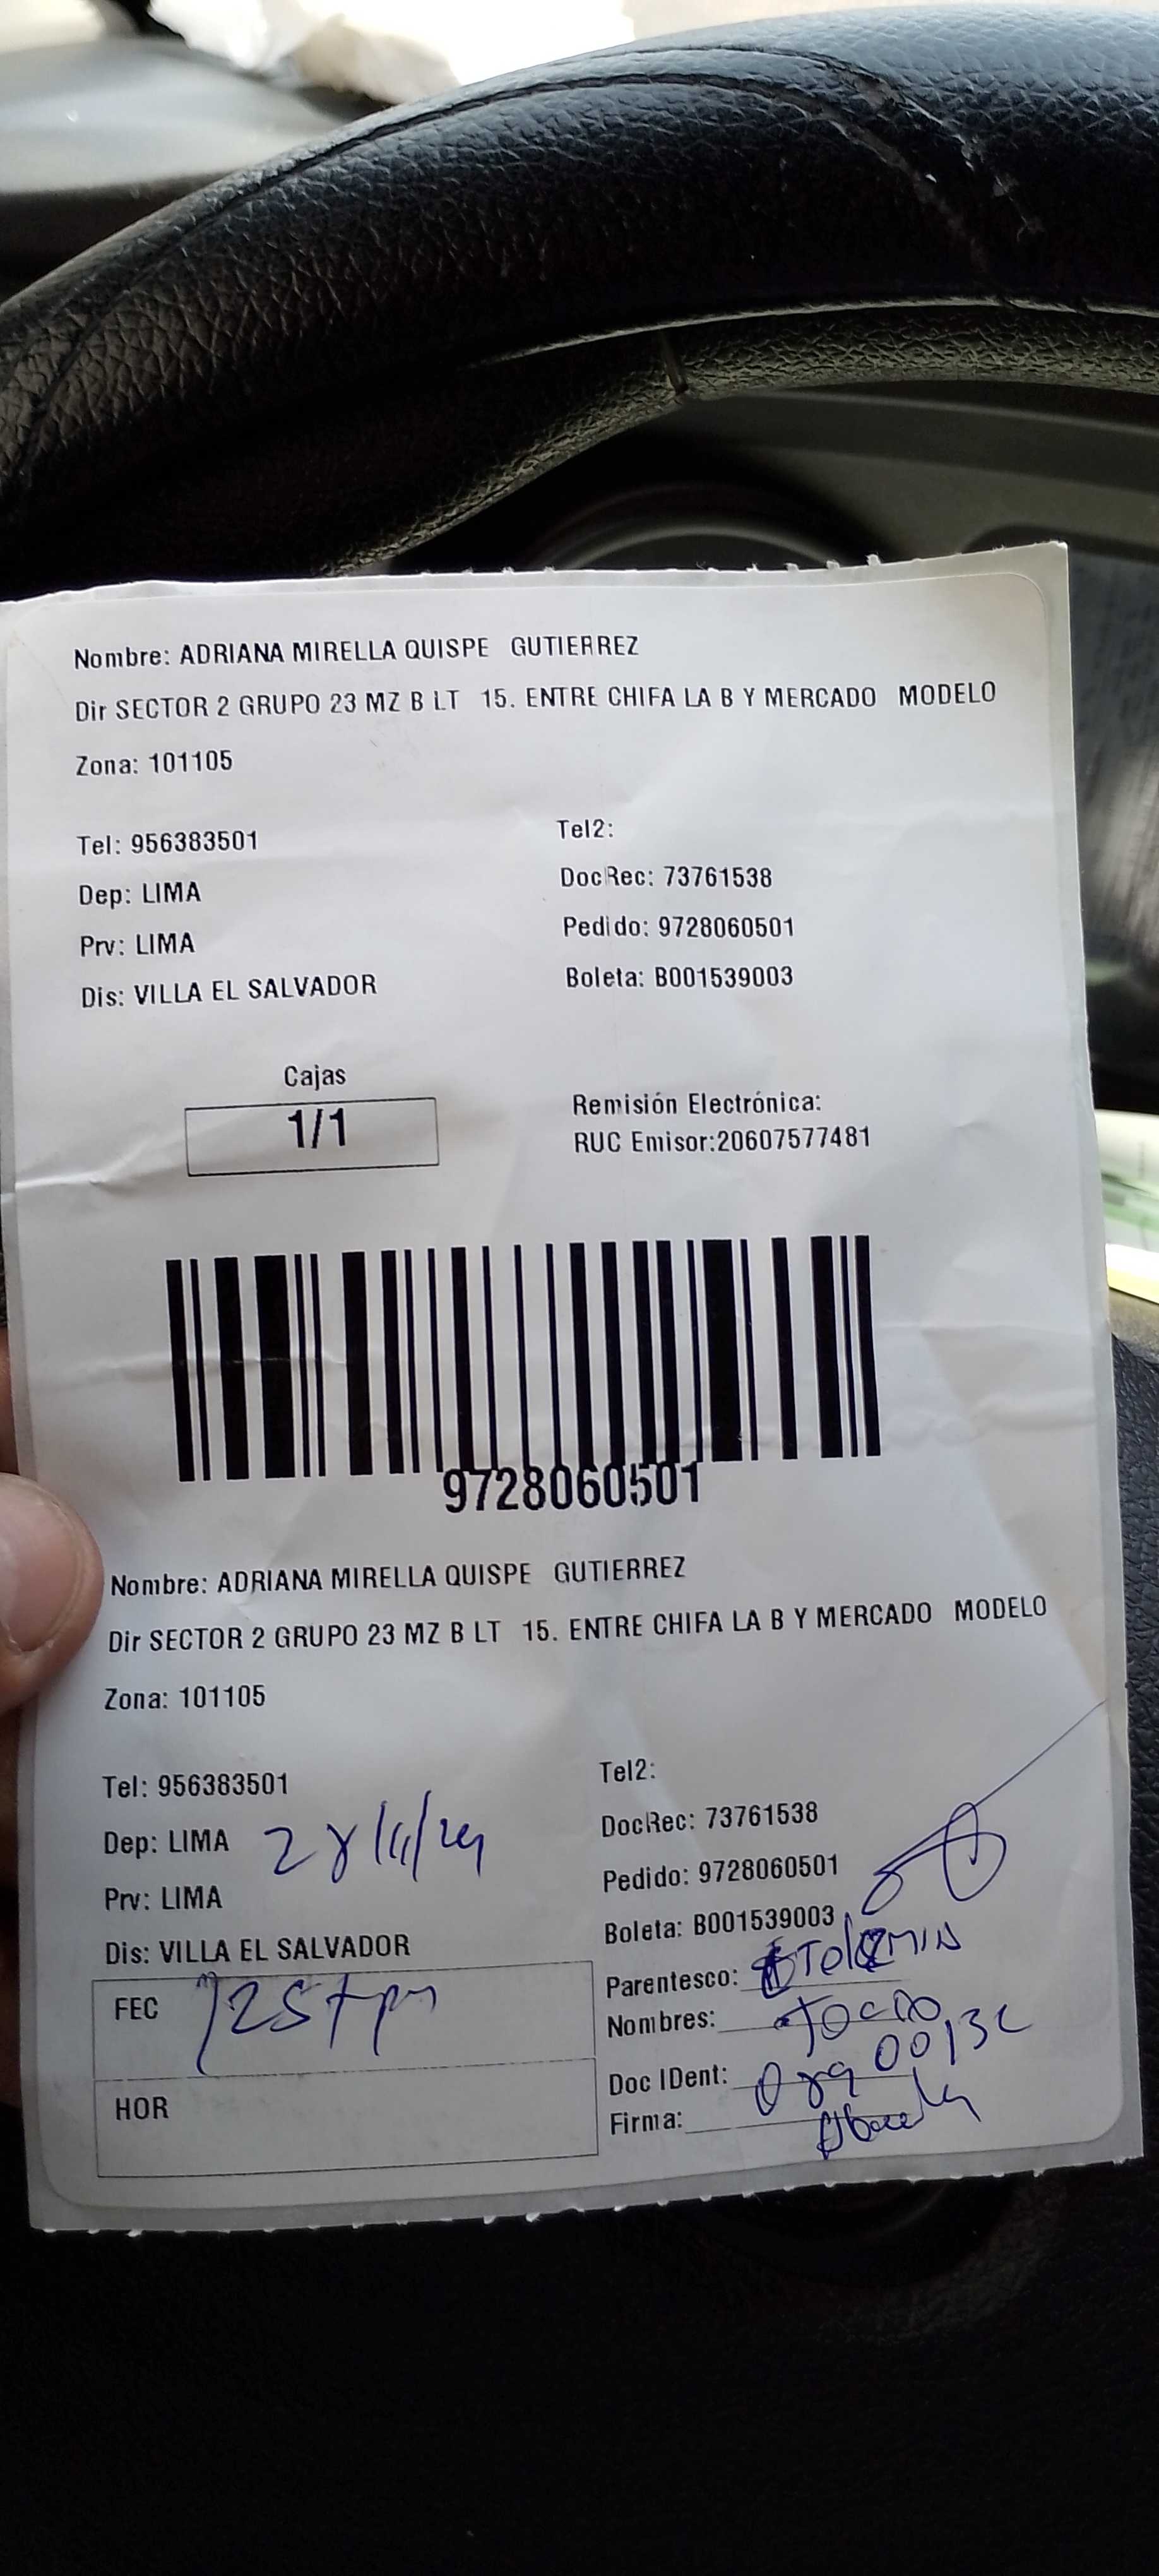 Nombre: ADRIANA MIRELLA QUISPE GUTIERREZ
Dir SECTOR 2 GRUPO 23 MZ B LT 15. ENTRE CHIFA LA B Y MERCADO MODELO
Zona: 101105
Tel: 956383501 Tel2:
Dep: LIMA DocRec: 73761538
Prv: LIMA Pedido: 9728060501
Dis: VILLA EL SALVADOR Boleta: B001539003
Cajas
1/1
Remisión Electrónica:
RUC Emisor:20607577481
9728060501
Nombre: ADRIANA MIRELLA QUISPE GUTIERREZ
Dir SECTOR 2 GRUPO 23 MZ B LT 15. ENTRE CHIFA LA B Y MERCADO MODELO
Zona: 101105
Tel: 956383501 Tel2:
Dep: LIMA DocRec: 73761538
Prv: LIMA Pedido: 9728060501
Dis: VILLA EL SALVADOR Boleta: B001539003
FEC
HOR
Parentesco:
Nombres:
Doc IDent:
Firma: